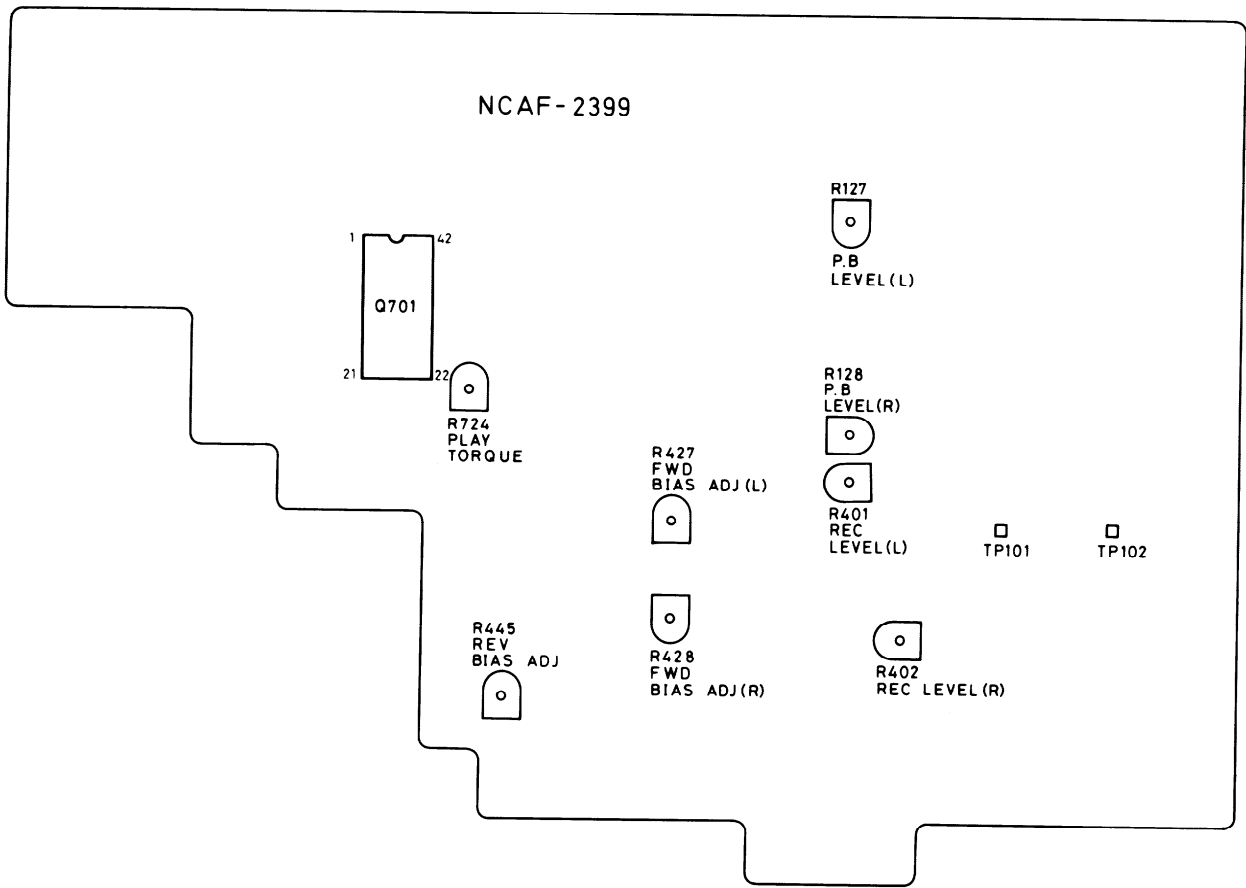 NCAF-2399
R127
P.B
LEVEL(L)
1
42
Q701
21
22
R724
PLAY
TORQUE
R128
P.B
LEVEL(R)
R427
FWD
BIAS ADJ(L)
R401
REC
LEVEL(L)
TP101
TP102
R445
REV
BIAS ADJ
R428
FWD
BIAS ADJ(R)
R402
REC LEVEL(R)